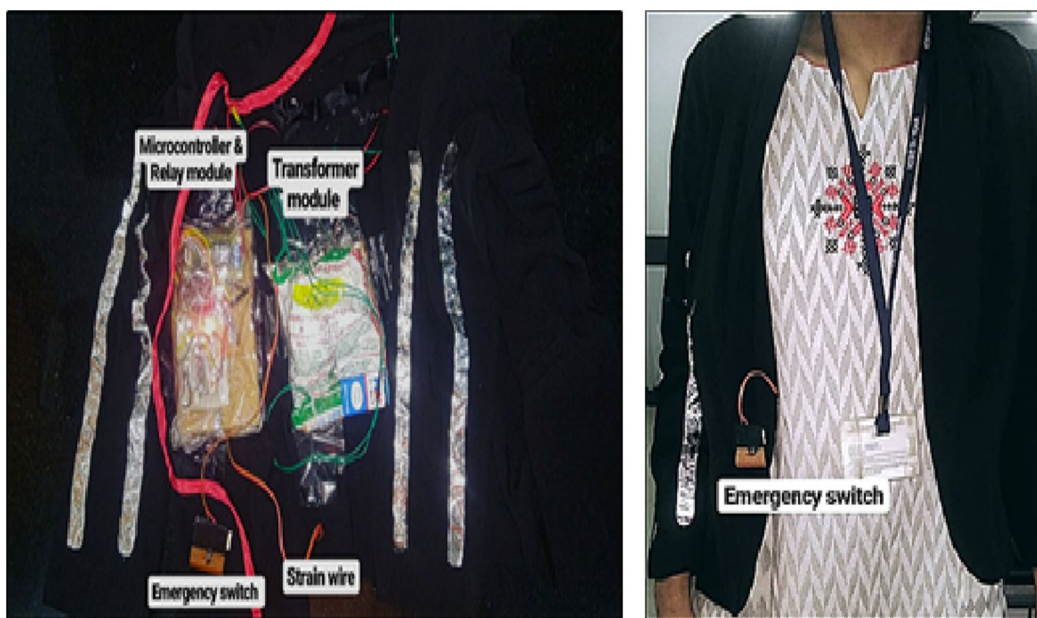 Microcontroller &
Relay module
Transformer
module
Emergency switch
Strain wire
Emergency switch